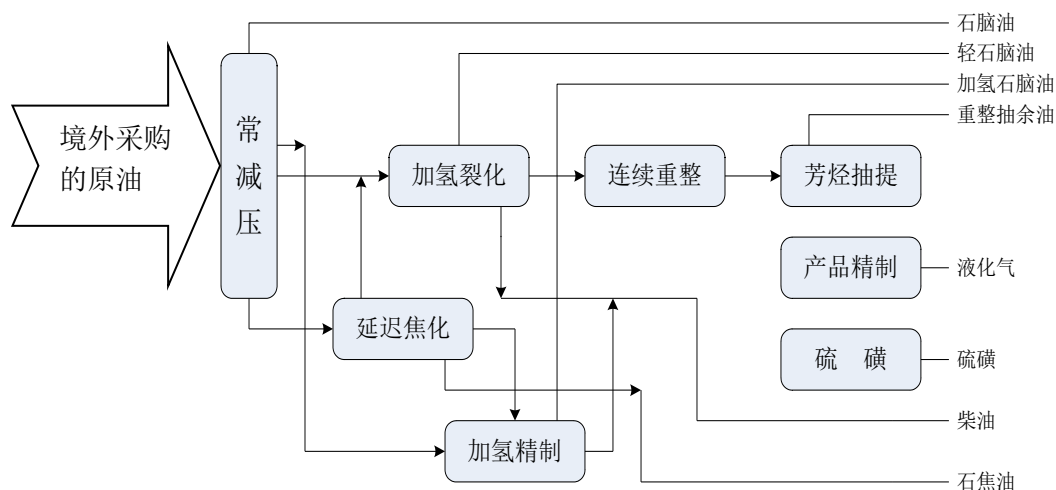 石脑油
轻石脑油
加氢石脑油
重整抽余油
境外采购
的原油
常
减
压
加氢裂化
连续重整
芳烃抽提
产品精制
液化气
延迟焦化
硫 磺
硫磺
柴油
加氢精制
石焦油